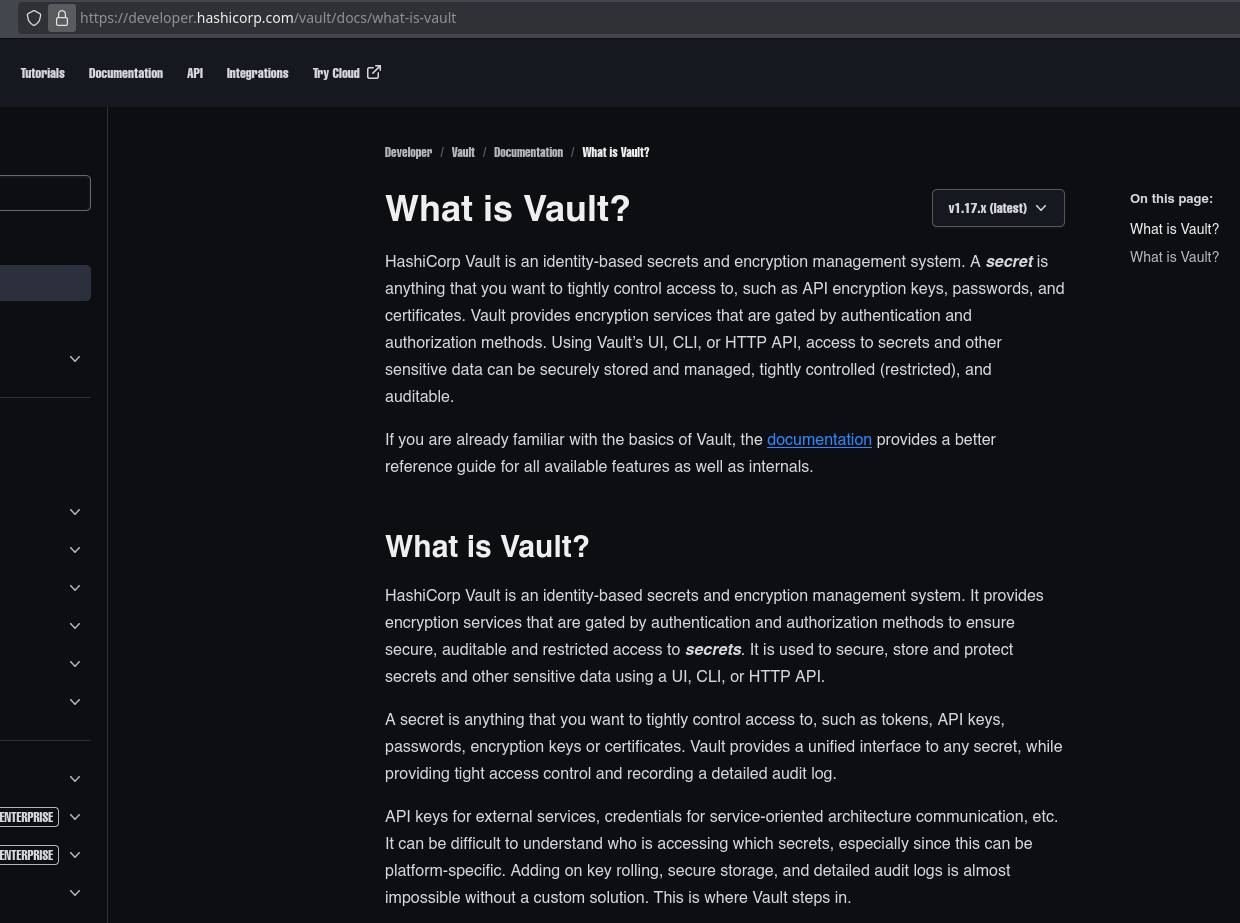 https://developer.hashicorp.com/vault/docs/what-is-vault
Tutorials Documentation API Integrations Try Cloud
Developer / Vault / Documentation / What is Vault?
What is Vault?
v1.17.x (latest)
On this page:
What is Vault?
What is Vault?
HashiCorp Vault is an identity-based secrets and encryption management system. A secret is
anything that you want to tightly control access to, such as API encryption keys, passwords, and
certificates. Vault provides encryption services that are gated by authentication and
authorization methods. Using Vault’s UI, CLI, or HTTP API, access to secrets and other
sensitive data can be securely stored and managed, tightly controlled (restricted), and
auditable.
If you are already familiar with the basics of Vault, the documentation provides a better
reference guide for all available features as well as internals.
What is Vault?
HashiCorp Vault is an identity-based secrets and encryption management system. It provides
encryption services that are gated by authentication and authorization methods to ensure
secure, auditable and restricted access to secrets. It is used to secure, store and protect
secrets and other sensitive data using a UI, CLI, or HTTP API.
A secret is anything that you want to tightly control access to, such as tokens, API keys,
passwords, encryption keys or certificates. Vault provides a unified interface to any secret, while
providing tight access control and recording a detailed audit log.
API keys for external services, credentials for service-oriented architecture communication, etc.
It can be difficult to understand who is accessing which secrets, especially since this can be
platform-specific. Adding on key rolling, secure storage, and detailed audit logs is almost
impossible without a custom solution. This is where Vault steps in.
ENTERPRISE
ENTERPRISE